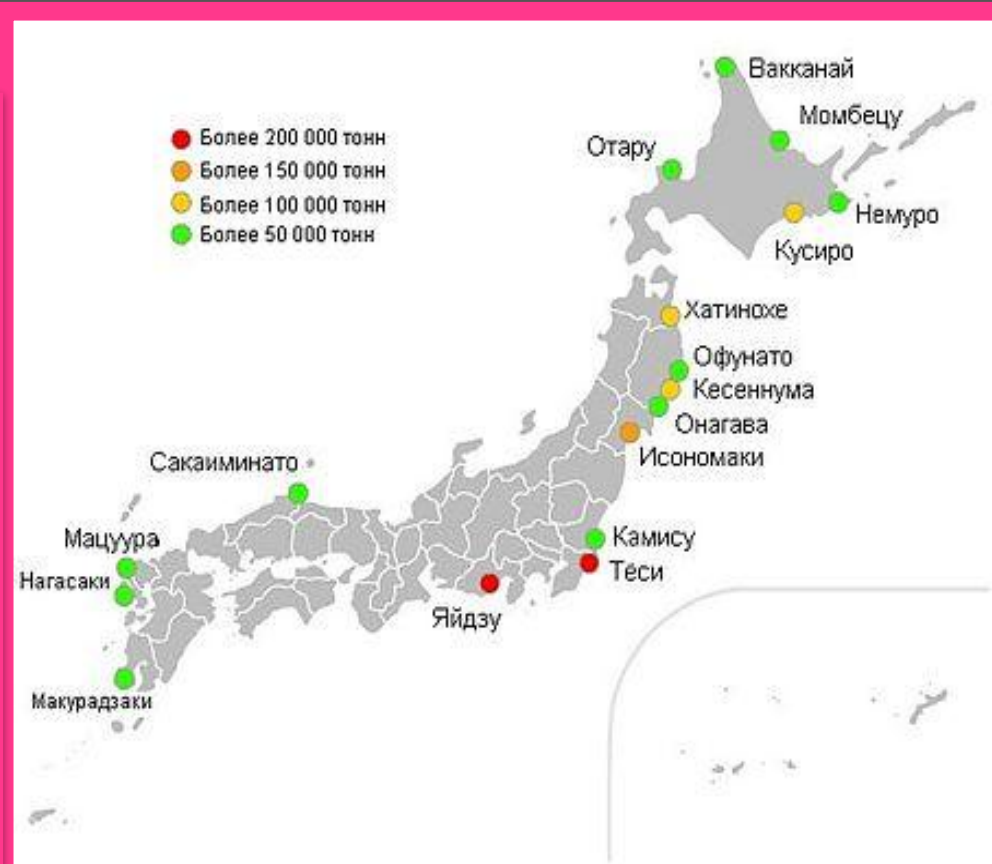 Вакканай
Момбецу
Более 200 000 тонн
Отару
Более 150 000 тонн
Более 100 000 тонн
Немуро
Более 50 000 тонн
Кусиро
Хатинохе
Офунато
Кесеннума
Онагава
Исономаки
Сакаиминато
Камису
Мацуура
Тёси
Нагасаки
Яйдзу
Макурадзаки